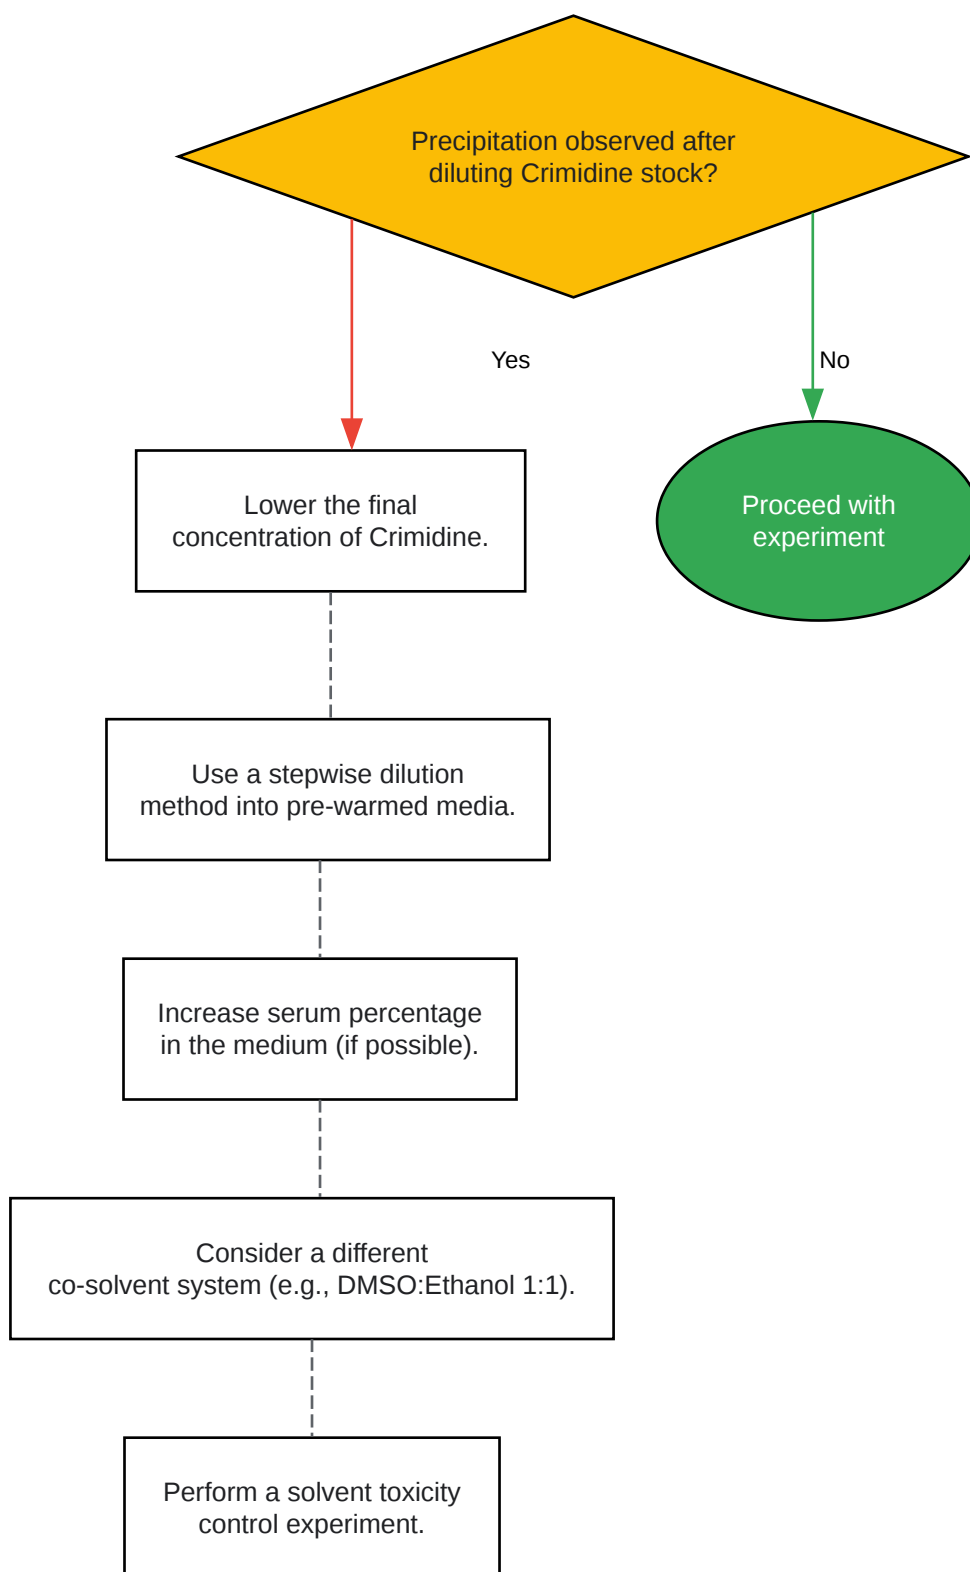 Precipitation observed after
diluting Crimidine stock?
Yes
No
Lower the final
concentration of Crimidine.
Proceed with
experiment
Use a stepwise dilution
method into pre-warmed media.
Increase serum percentage
in the medium (if possible).
Consider a different
co-solvent system (e.g., DMSO:Ethanol 1:1).
Perform a solvent toxicity
control experiment.